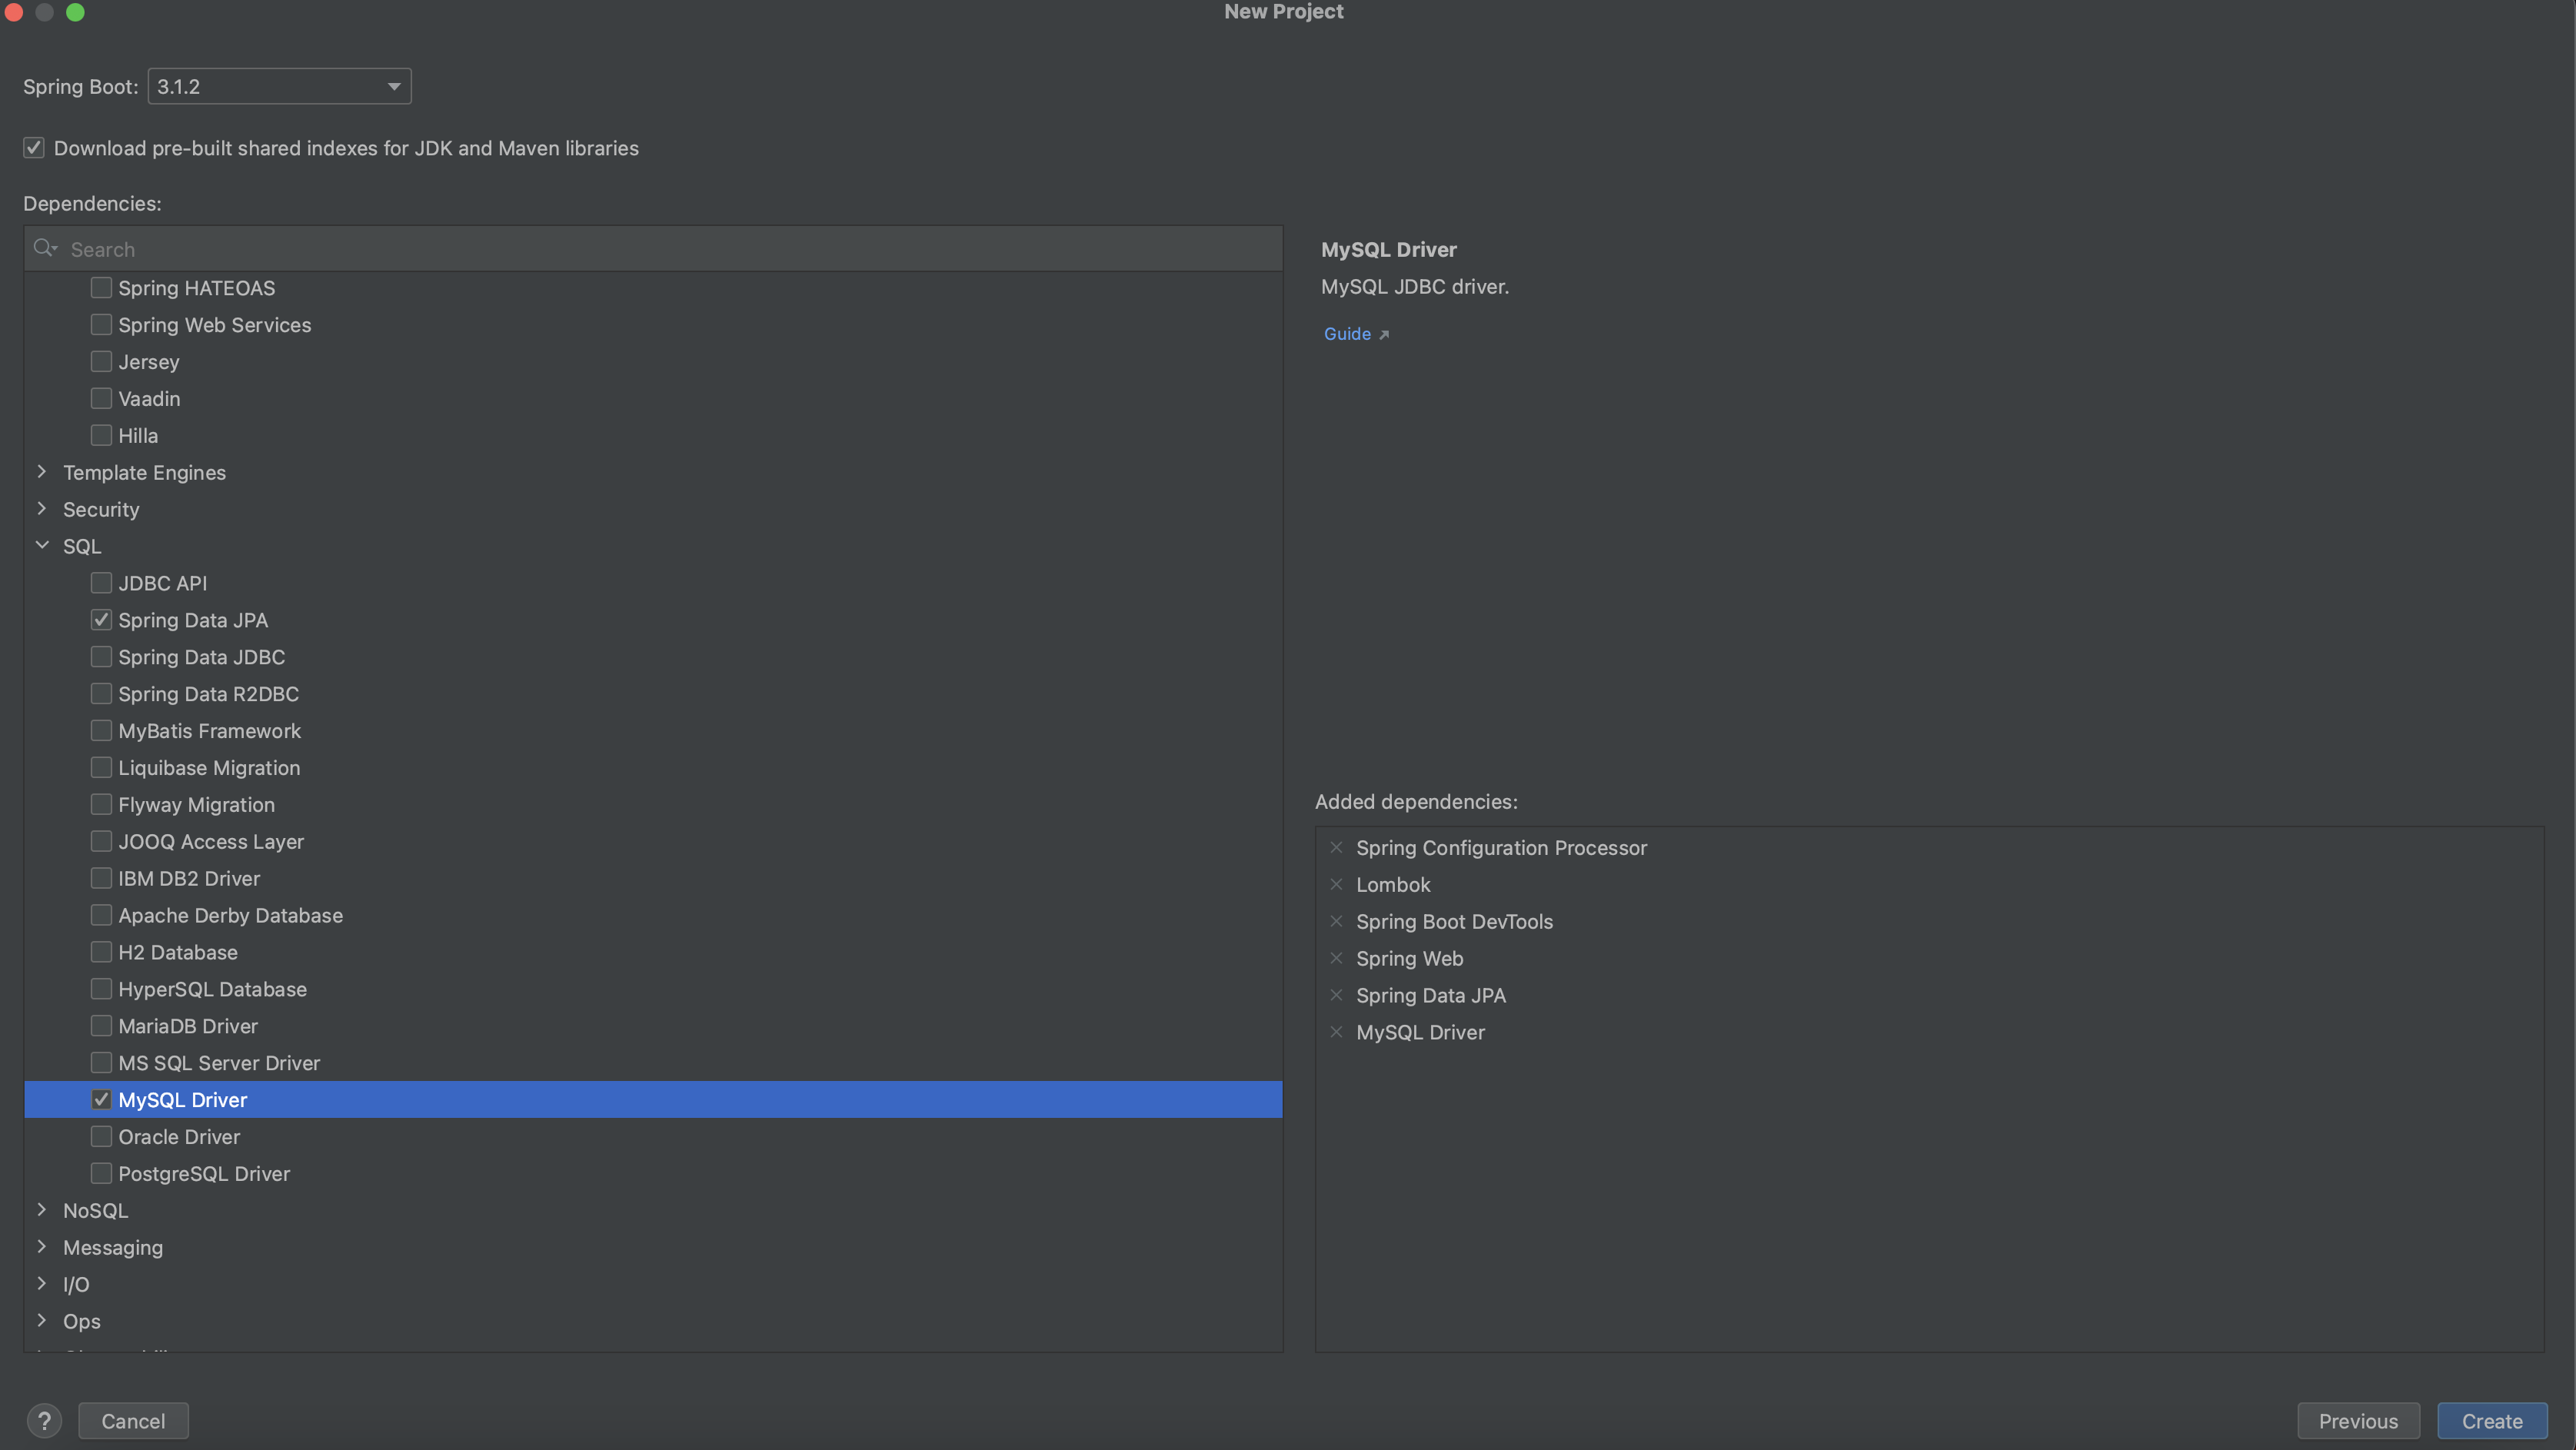 New Project
Spring Boot: 3.1.2
Download pre-built shared indexes for JDK and Maven libraries
Dependencies:
Search
Spring HATEOAS
Spring Web Services
Jersey
Vaadin
Hilla
Template Engines
Security
SQL
JDBC API
Spring Data JPA
Spring Data JDBC
Spring Data R2DBC
MyBatis Framework
Liquibase Migration
Flyway Migration
JOOQ Access Layer
IBM DB2 Driver
Apache Derby Database
H2 Database
HyperSQL Database
MariaDB Driver
MS SQL Server Driver
MySQL Driver
Oracle Driver
PostgreSQL Driver
NoSQL
Messaging
I/O
Ops
MySQL Driver
MySQL JDBC driver.
Guide
Added dependencies:
Spring Configuration Processor
Lombok
Spring Boot DevTools
Spring Web
Spring Data JPA
MySQL Driver
?
Cancel
Previous
Create